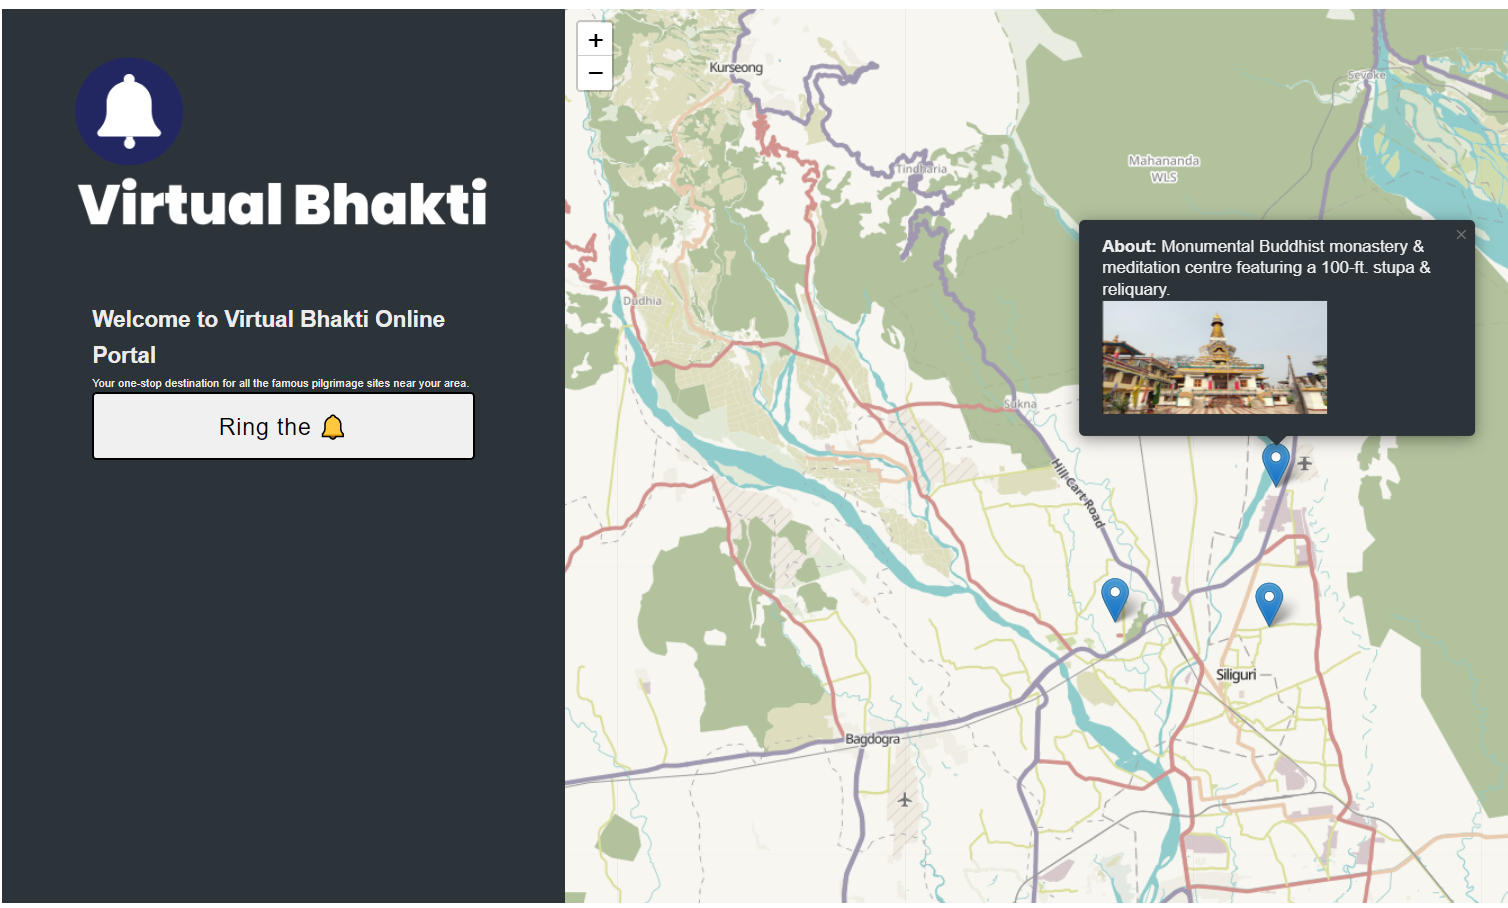 Virtual Bhakti
Welcome to Virtual Bhakti Online
Portal
Your one-stop destination for all the famous pilgrimage sites near your area.
Ring the 🔔
+
−
Kurseong
Sevoke
Mahananda
WLS
Tindharia
About: Monumental Buddhist monastery &
meditation centre featuring a 100-ft. stupa &
reliquary.
×
Dudhia
Sukna
Hill Cart Road
Siliguri
Bagdogra